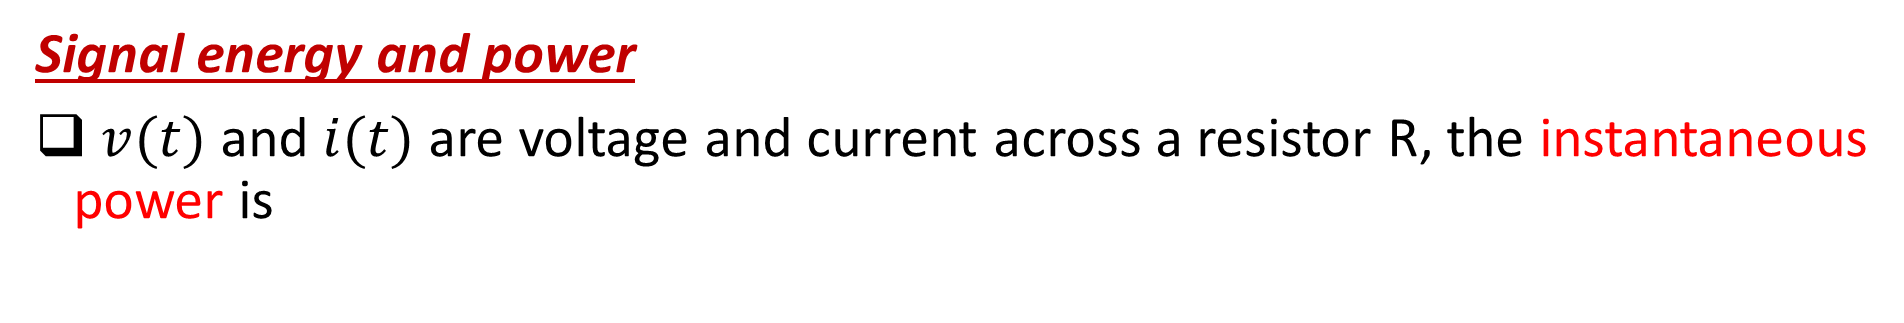 Signal energy and power
❑ v(t) and i(t) are voltage and current across a resistor R, the instantaneous
power is